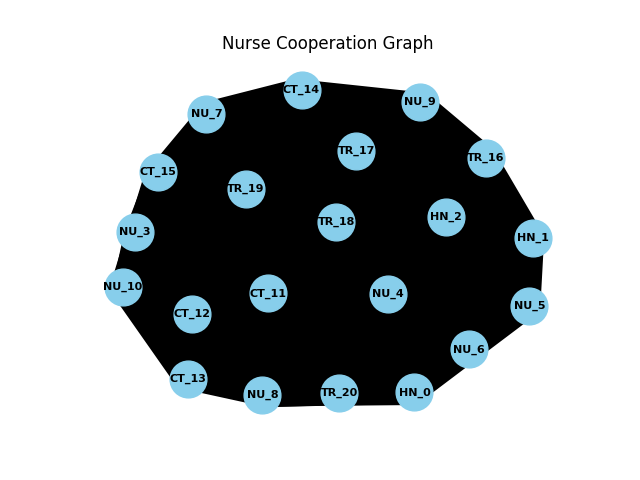 Nurse Cooperation Graph
CT_14
NU_9
NU_7
TR_17
TR_16
CT_15
TR_19
HN_2
TR_18
NU_3
HN_1
NU_10
CT_11
NU_4
NU_5
CT_12
NU_6
CT_13
HN_0
TR_20
NU_8